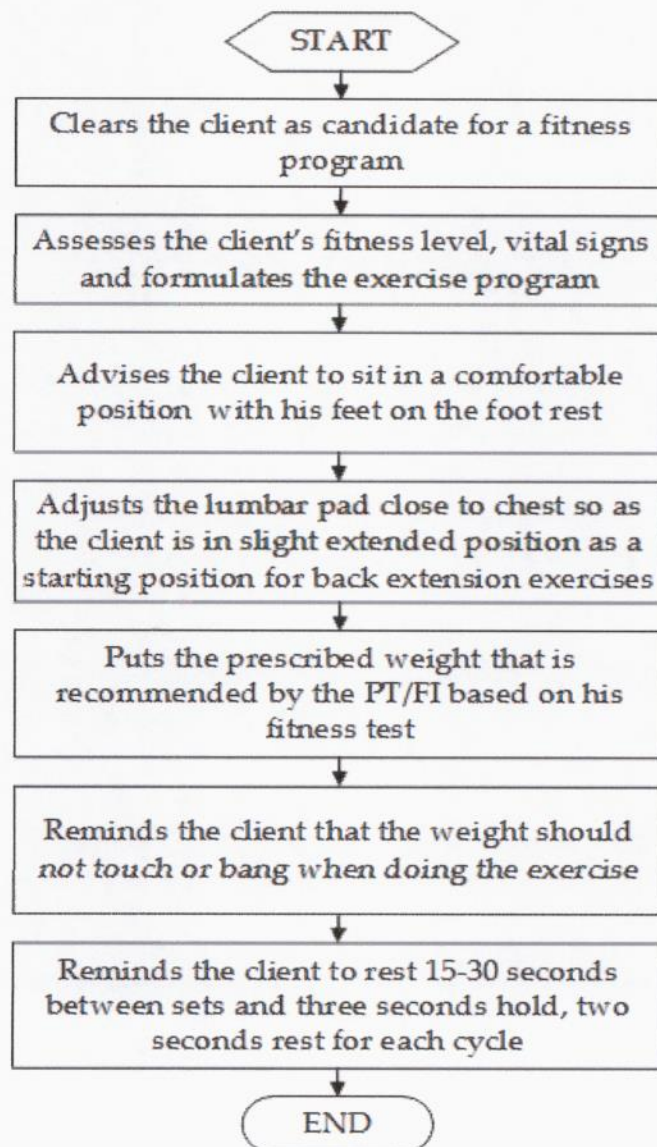 START
Clears the client as candidate for a fitness
program
Assesses the client's fitness level, vital signs
and formulates the exercise program
Advises the client to sit in a comfortable
position with his feet on the foot rest
Adjusts the lumbar pad close to chest so as
the client is in slight extended position as a
starting position for back extension exercises
Puts the prescribed weight that is
recommended by the PT/FI based on his
fitness test
Reminds the client that the weight should
not touch or bang when doing the exercise
Reminds the client to rest 15-30 seconds
between sets and three seconds hold, two
seconds rest for each cycle
END